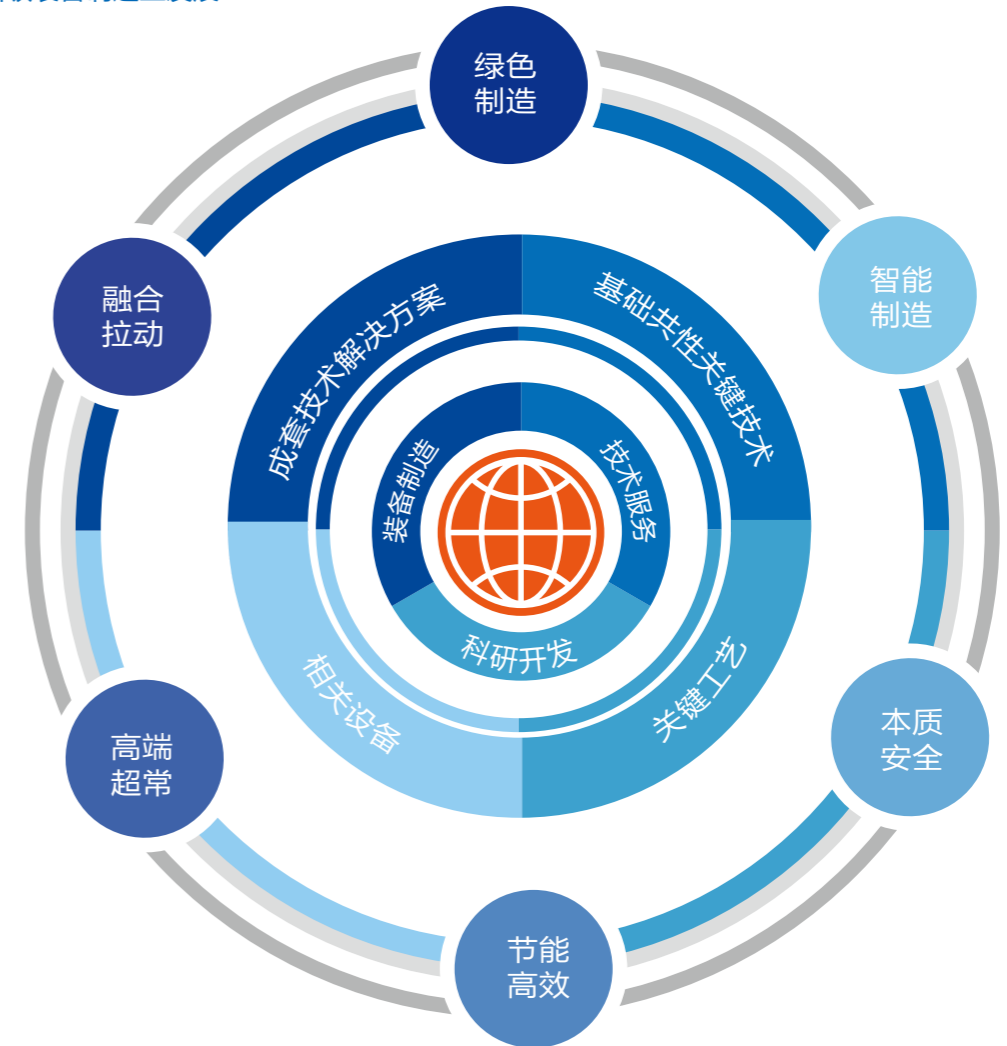 绿色
制造
智能
制造
本质
安全
节能
高效
高端
超常
融合
拉动
成套技术解决方案
基础共性关键技术
关键工艺
相关设备
装备制造
技术服务
科研开发